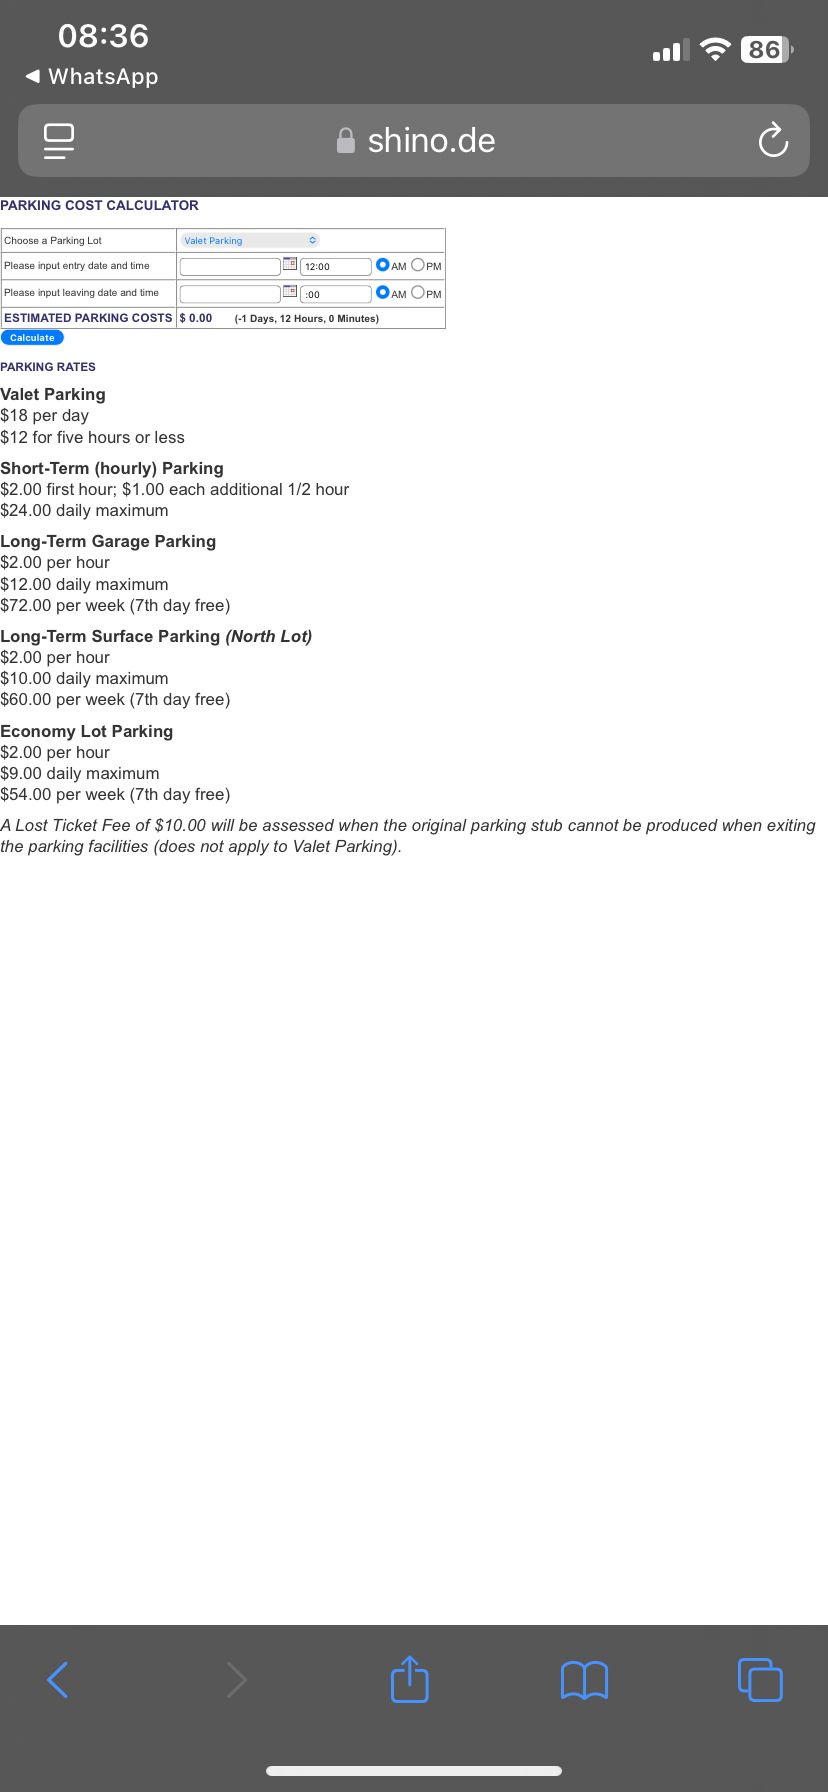 08:36
86
◀ WhatsApp
shino.de
PARKING COST CALCULATOR
Choose a Parking Lot Valet Parking
Please input entry date and time 12:00 AM PM
Please input leaving date and time :00 AM PM
ESTIMATED PARKING COSTS $ 0.00 (-1 Days, 12 Hours, 0 Minutes)
Calculate
PARKING RATES
Valet Parking
$18 per day
$12 for five hours or less
Short-Term (hourly) Parking
$2.00 first hour; $1.00 each additional 1/2 hour
$24.00 daily maximum
Long-Term Garage Parking
$2.00 per hour
$12.00 daily maximum
$72.00 per week (7th day free)
Long-Term Surface Parking (North Lot)
$2.00 per hour
$10.00 daily maximum
$60.00 per week (7th day free)
Economy Lot Parking
$2.00 per hour
$9.00 daily maximum
$54.00 per week (7th day free)
A Lost Ticket Fee of $10.00 will be assessed when the original parking stub cannot be produced when exiting
the parking facilities (does not apply to Valet Parking).